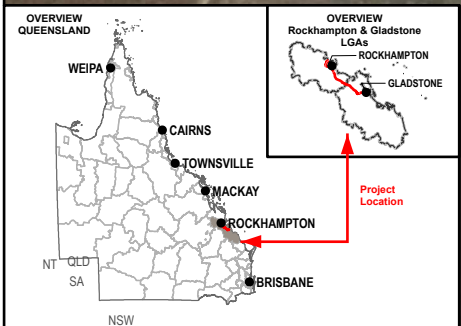 OVERVIEW
QUEENSLAND
WEIPA
CAIRNS
TOWNSVILLE
MACKAY
ROCKHAMPTON
BRISBANE
NT
QLD
SA
NSW
OVERVIEW
Rockhampton & Gladstone
LGAs
ROCKHAMPTON
GLADSTONE
Project
Location